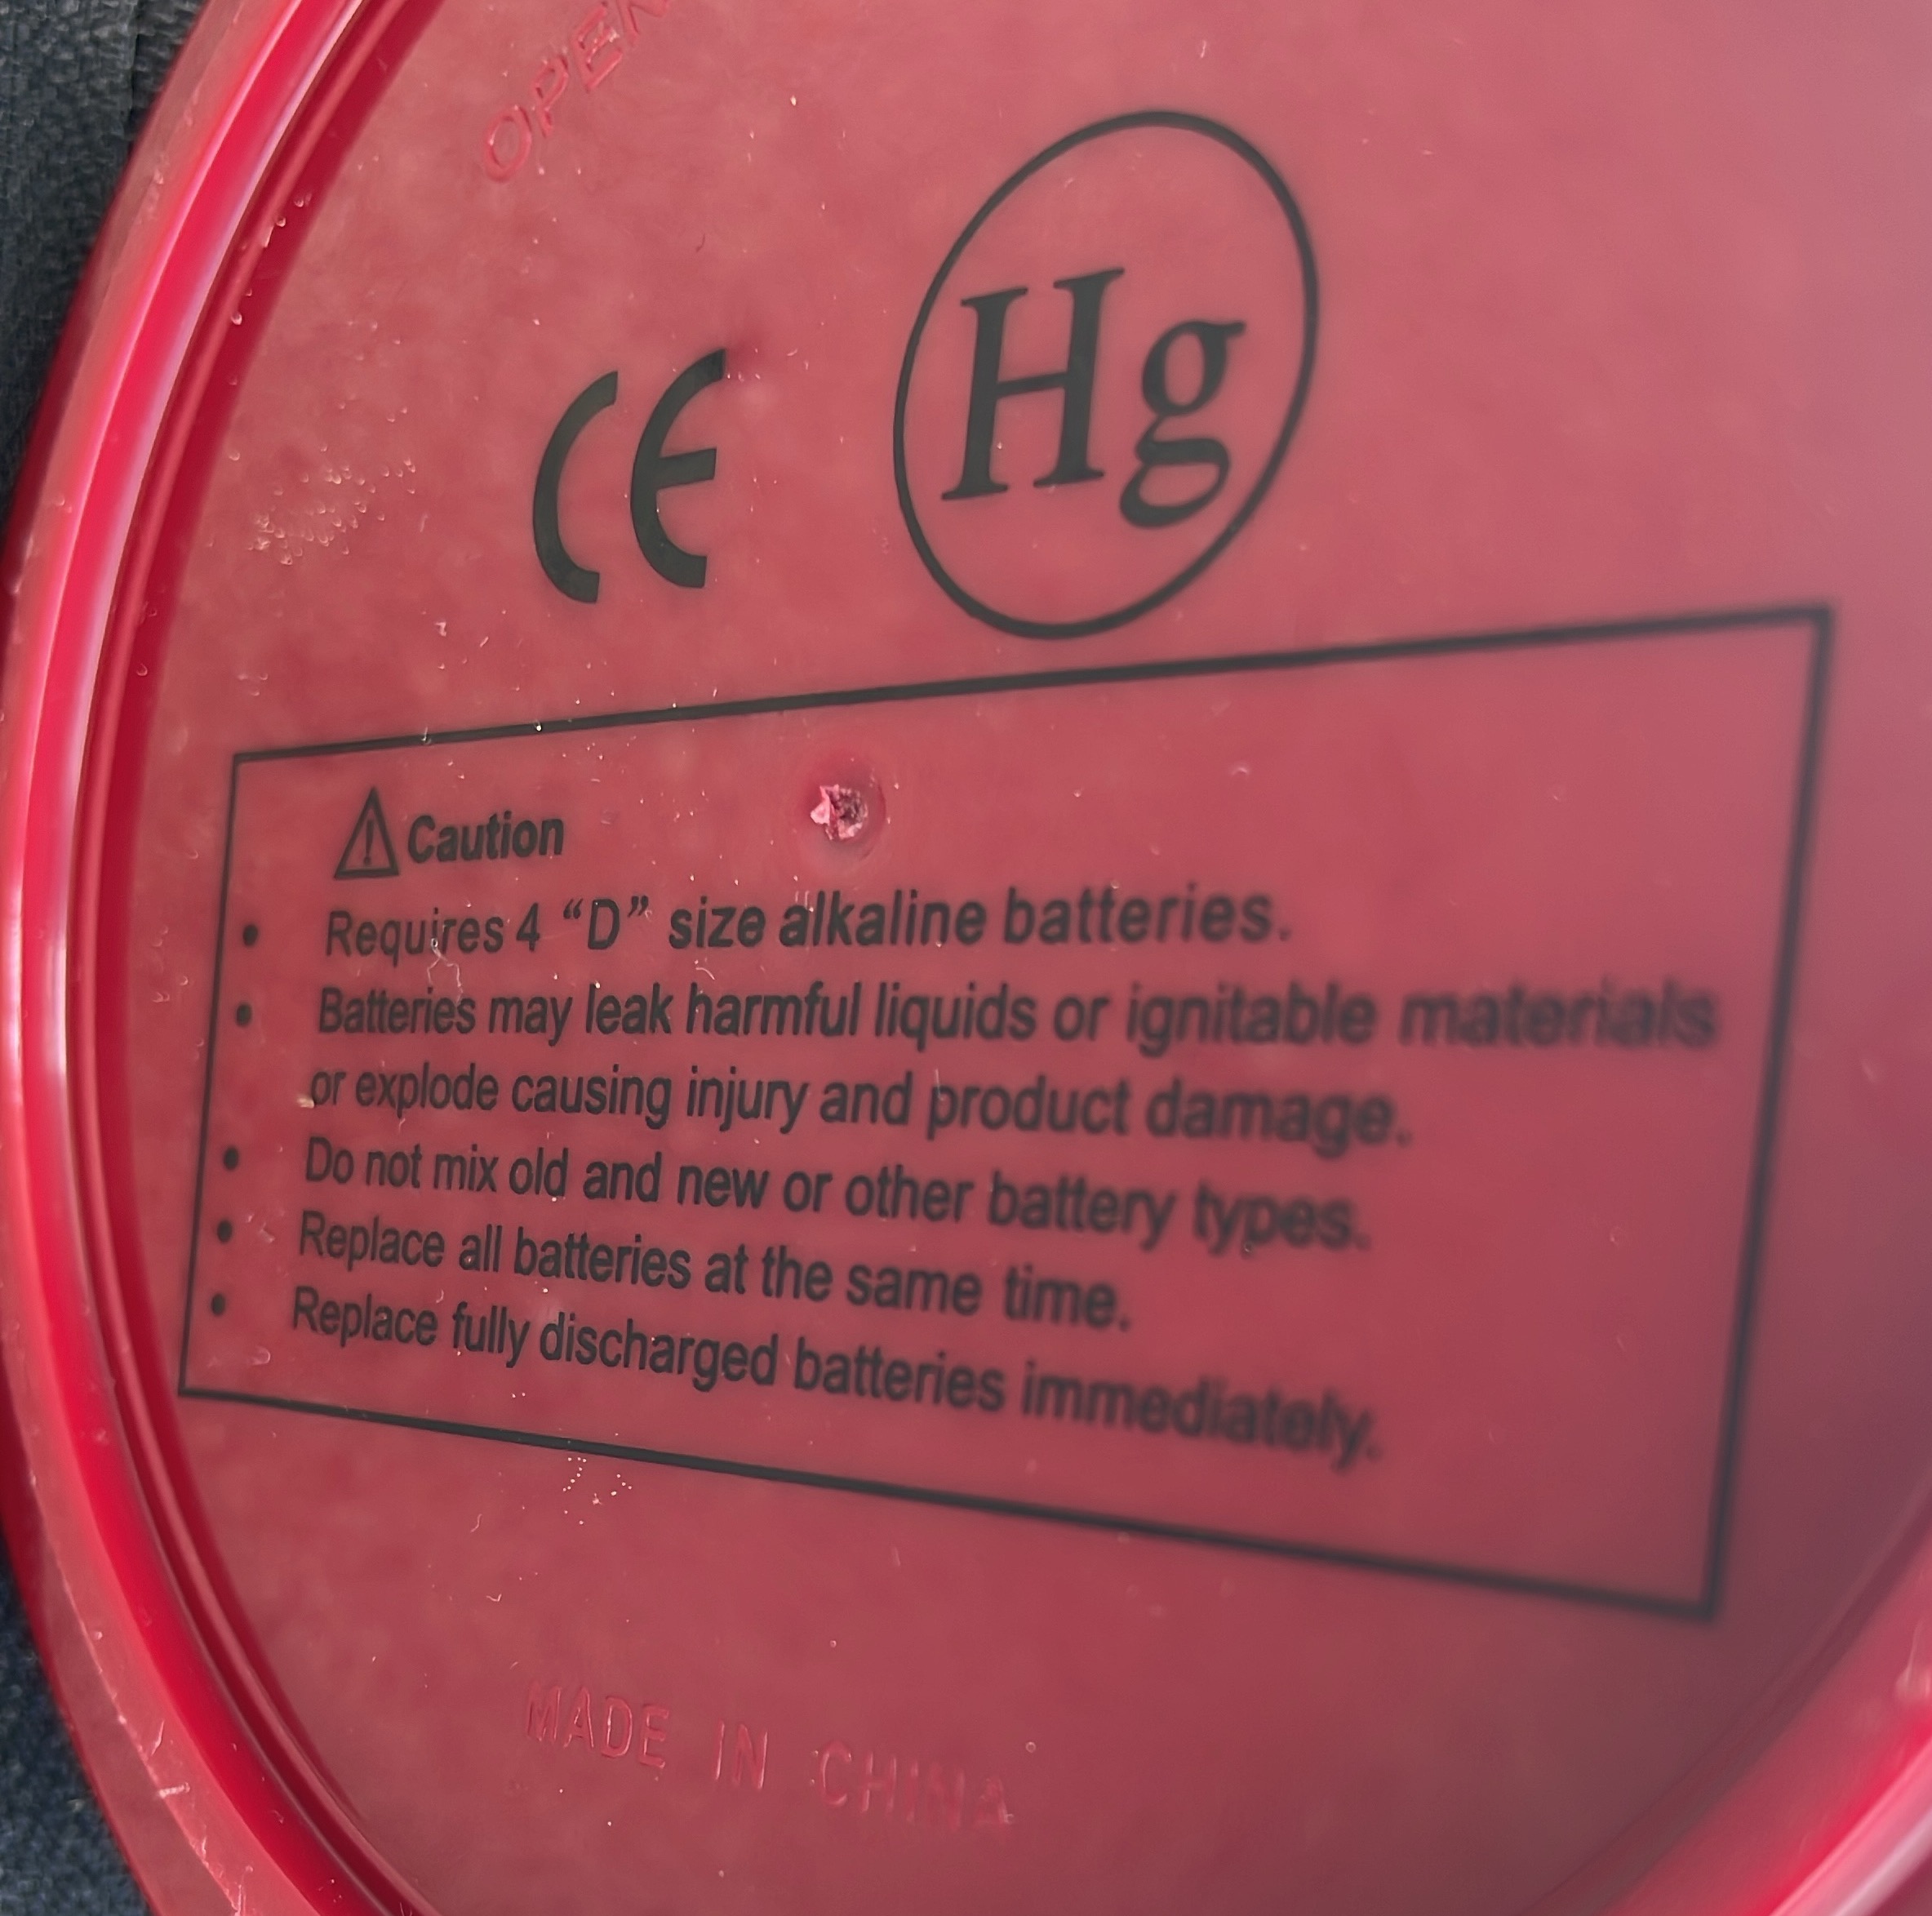 OPEN
CE
Hg
⚠ Caution
• Requires 4 “D” size alkaline batteries.
• Batteries may leak harmful liquids or ignitable materials
or explode causing injury and product damage.
• Do not mix old and new or other battery types.
• Replace all batteries at the same time.
• Replace fully discharged batteries immediately.
MADE IN CHINA